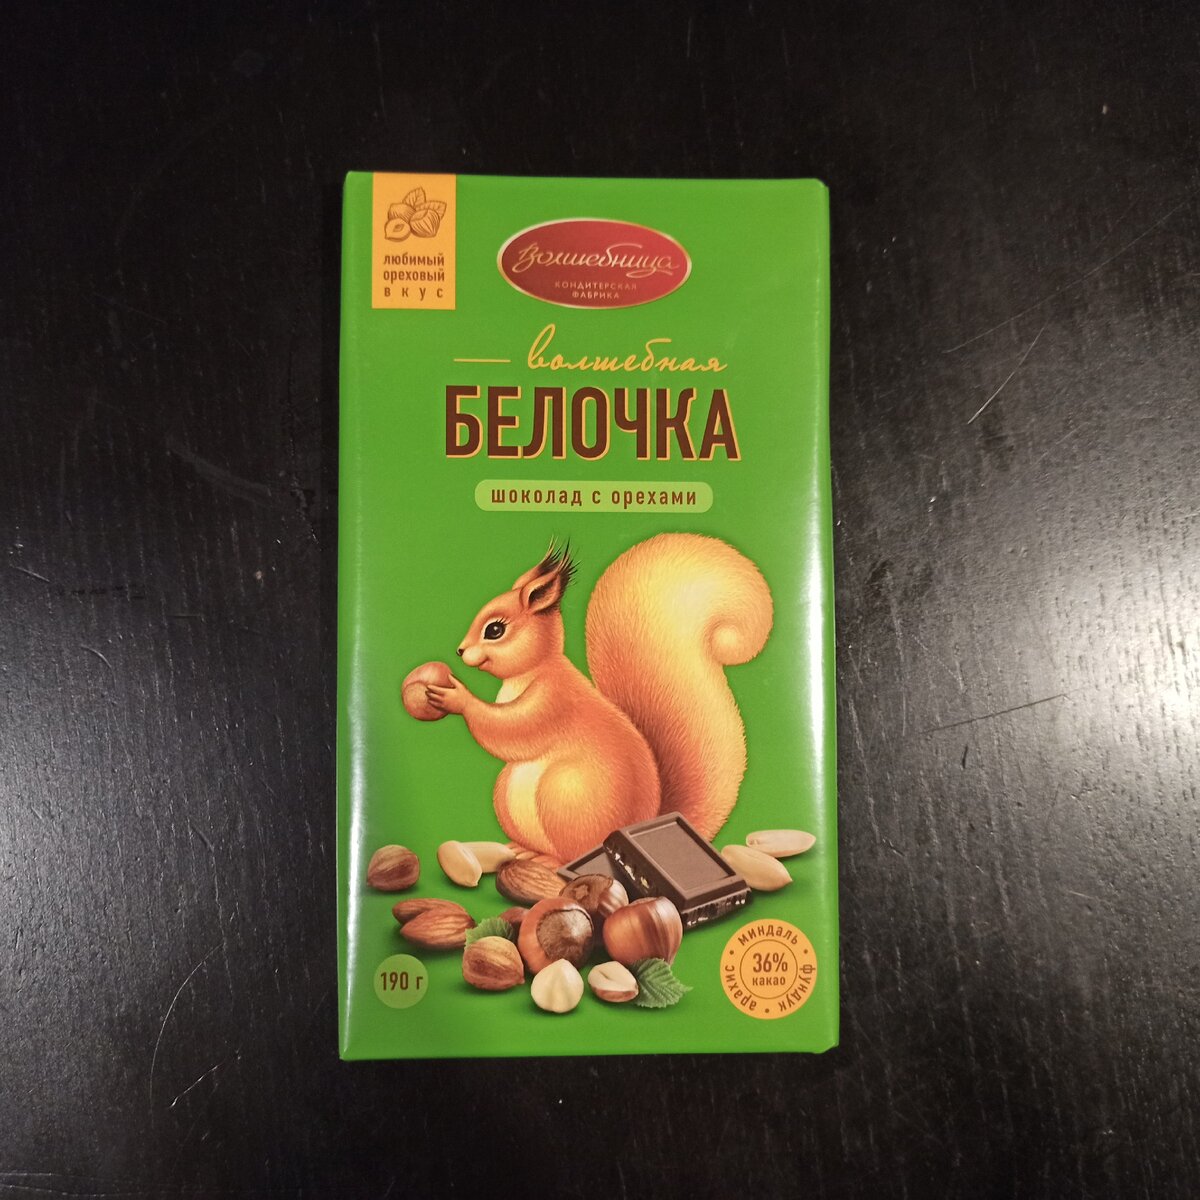 любимый
ореховый
вкус
Волшебница
КОНДИТЕРСКАЯ
ФАБРИКА
волшебная
БЕЛОЧКА
шоколад с орехами
190 г
миндаль • фундук • арахис •
36%
какао